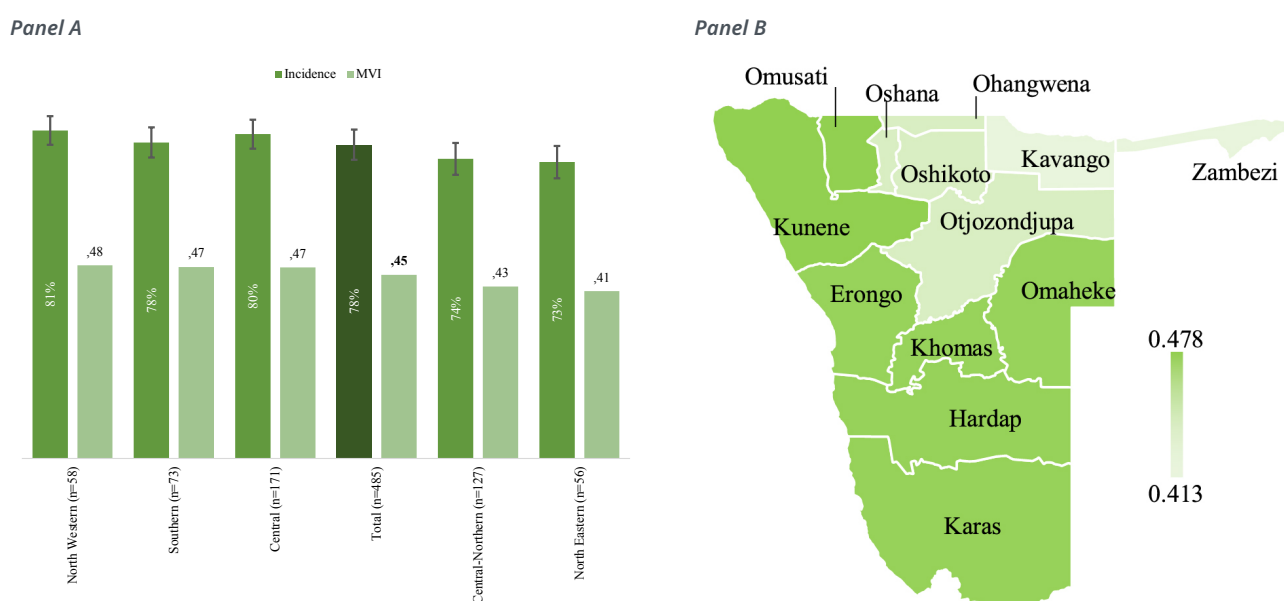 Panel A
Incidence MVI
81%
,48
78%
,47
80%
,47
78%
,45
74%
,43
73%
,41
North Western (n=58)
Southern (n=73)
Central (n=171)
Total (n=485)
Central-Northern (n=127)
North Eastern (n=56)
Panel B
Omusati
Oshana
Ohangwena
Oshikoto
Kavango
Zambezi
Kunene
Otjozondjupa
Erongo
Omaheke
Khomas
Hardap
Karas
0.478
0.413